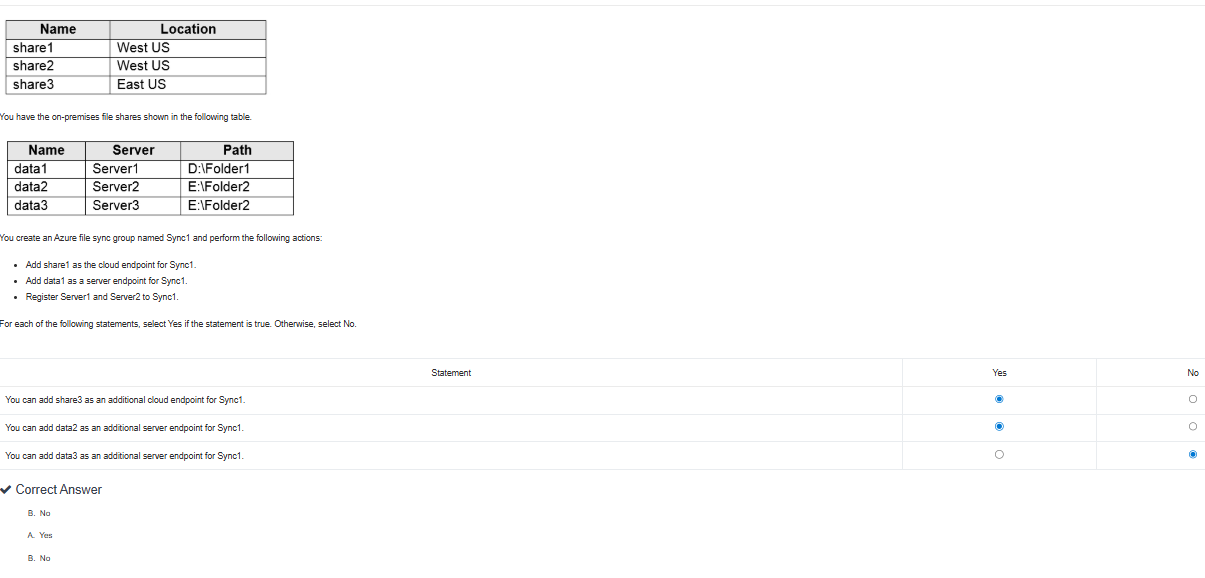 Name Location
share1 West US
share2 West US
share3 East US
You have the on-premises file shares shown in the following table.
Name Server Path
data1 Server1 D:\Folder1
data2 Server2 E:\Folder2
data3 Server3 E:\Folder2
You create an Azure file sync group named Sync1 and perform the following actions:
• Add share1 as the cloud endpoint for Sync1.
• Add data1 as a server endpoint for Sync1.
• Register Server1 and Server2 to Sync1.
For each of the following statements, select Yes if the statement is true. Otherwise, select No.
Statement Yes No
You can add share3 as an additional cloud endpoint for Sync1.
You can add data2 as an additional server endpoint for Sync1.
You can add data3 as an additional server endpoint for Sync1.
Correct Answer
B. No
A. Yes
B. No